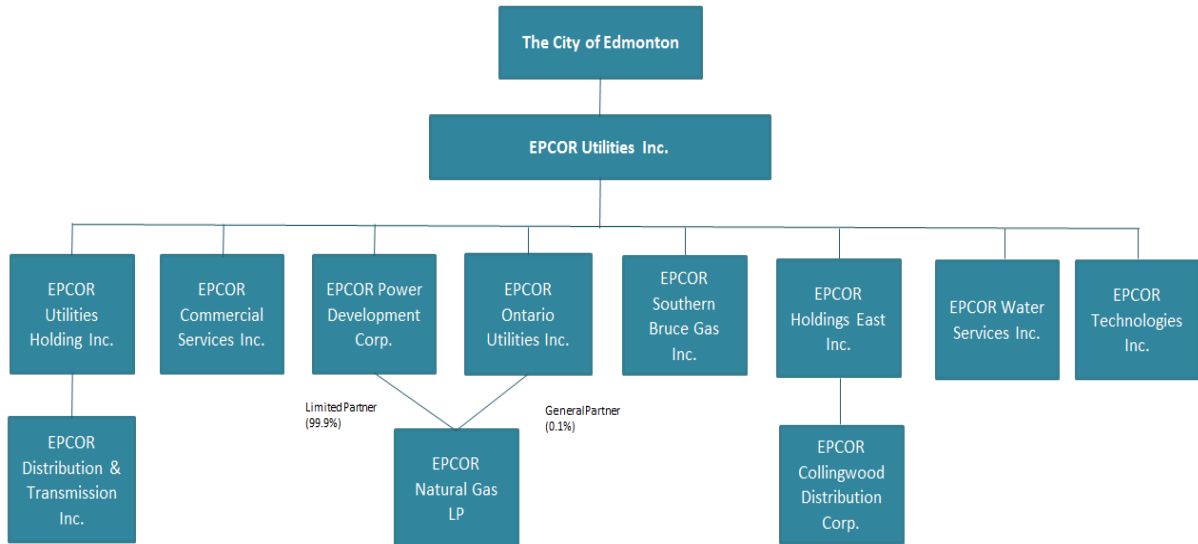 The City of Edmonton
EPCOR Utilities Inc.
EPCOR
Utilities
Holding Inc.
EPCOR
Commercial
Services Inc.
EPCOR Power
Development
Corp.
EPCOR
Ontario
Utilities Inc.
EPCOR
Southern
Bruce Gas
Inc.
EPCOR
Holdings East
Inc.
EPCOR Water
Services Inc.
EPCOR
Technologies
Inc.
Limited Partner
(99.9%)
General Partner
(0.1%)
EPCOR
Distribution &
Transmission
Inc.
EPCOR
Natural Gas
LP
EPCOR
Collingwood
Distribution
Corp.